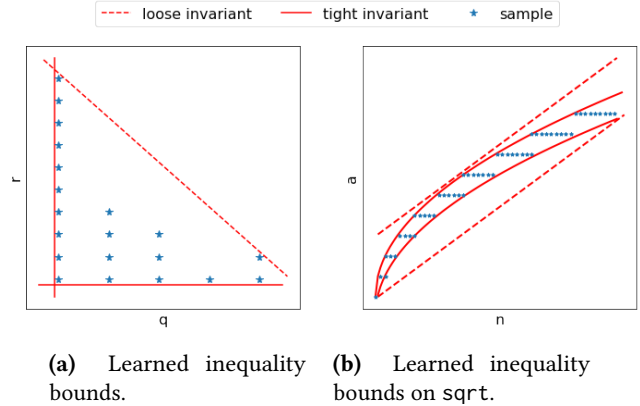 loose invariant tight invariant sample
r
q
a
n
(a) Learned inequality bounds.
(b) Learned inequality bounds on sqrt.